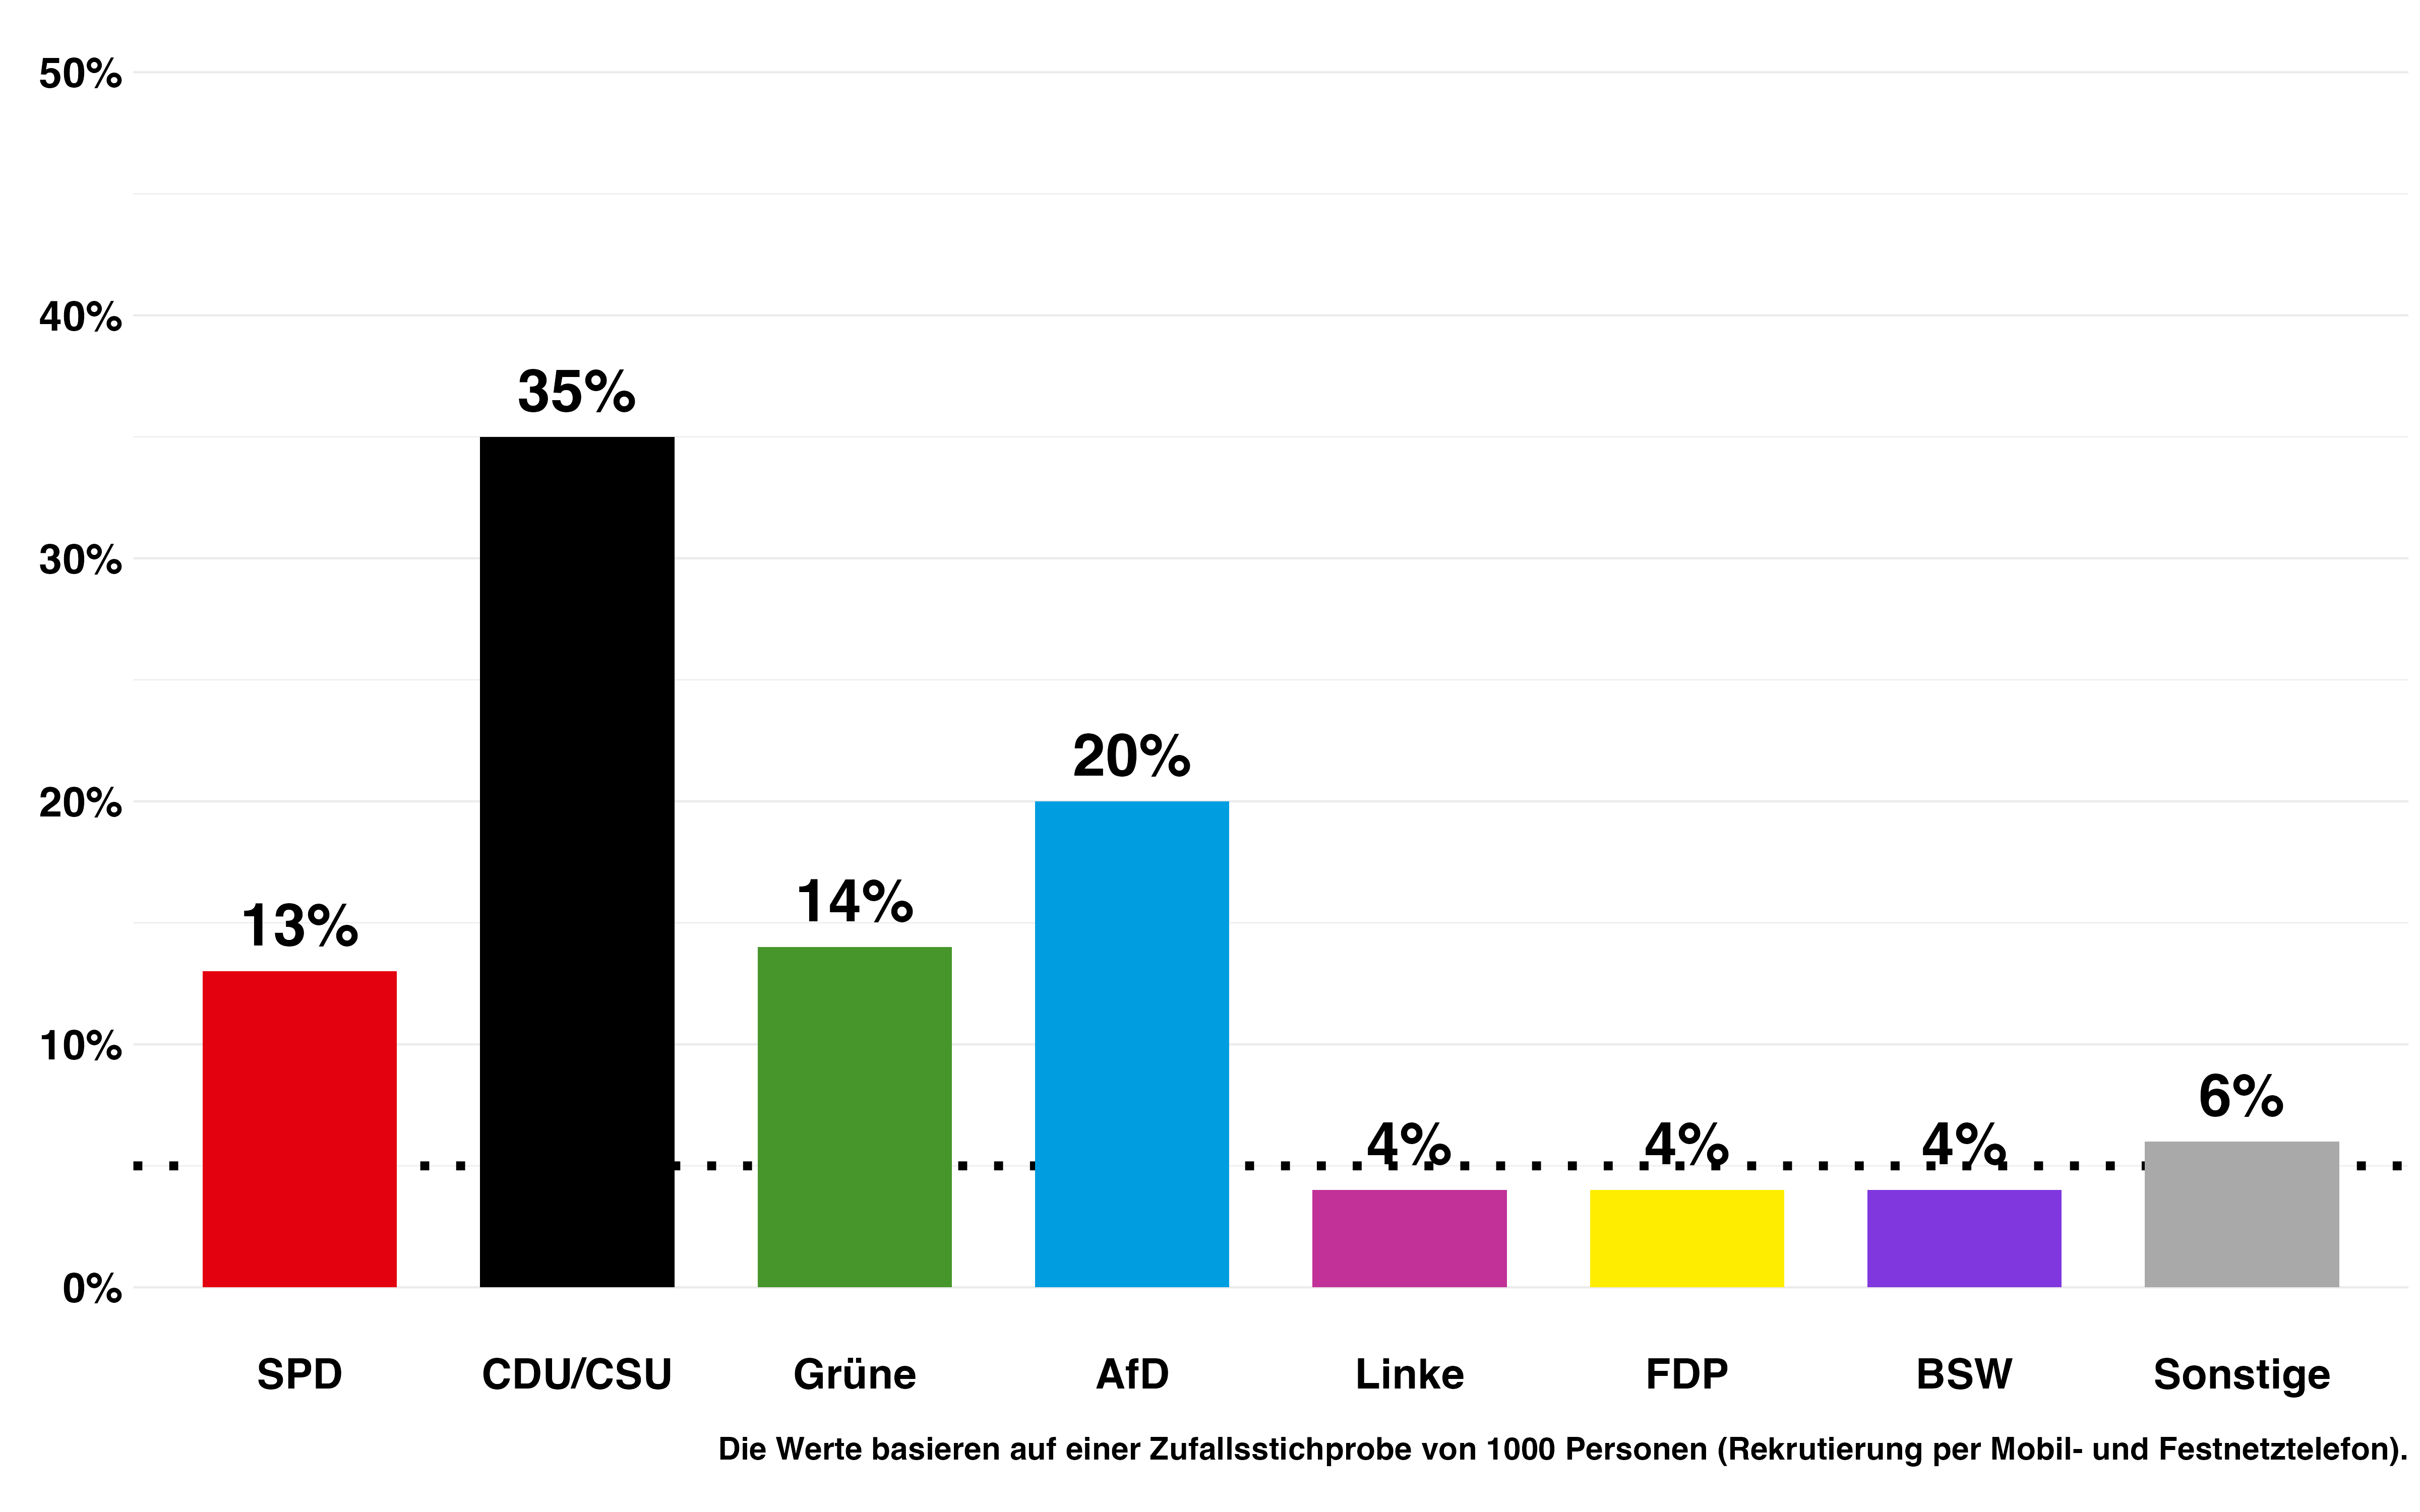 50%
40%
30%
20%
10%
0%
13%
35%
14%
20%
4%
4%
4%
6%
SPD
CDU/CSU
Grüne
AfD
Linke
FDP
BSW
Sonstige
Die Werte basieren auf einer Zufallsstichprobe von 1000 Personen (Rekrutierung per Mobil- und Festnetztelefon).